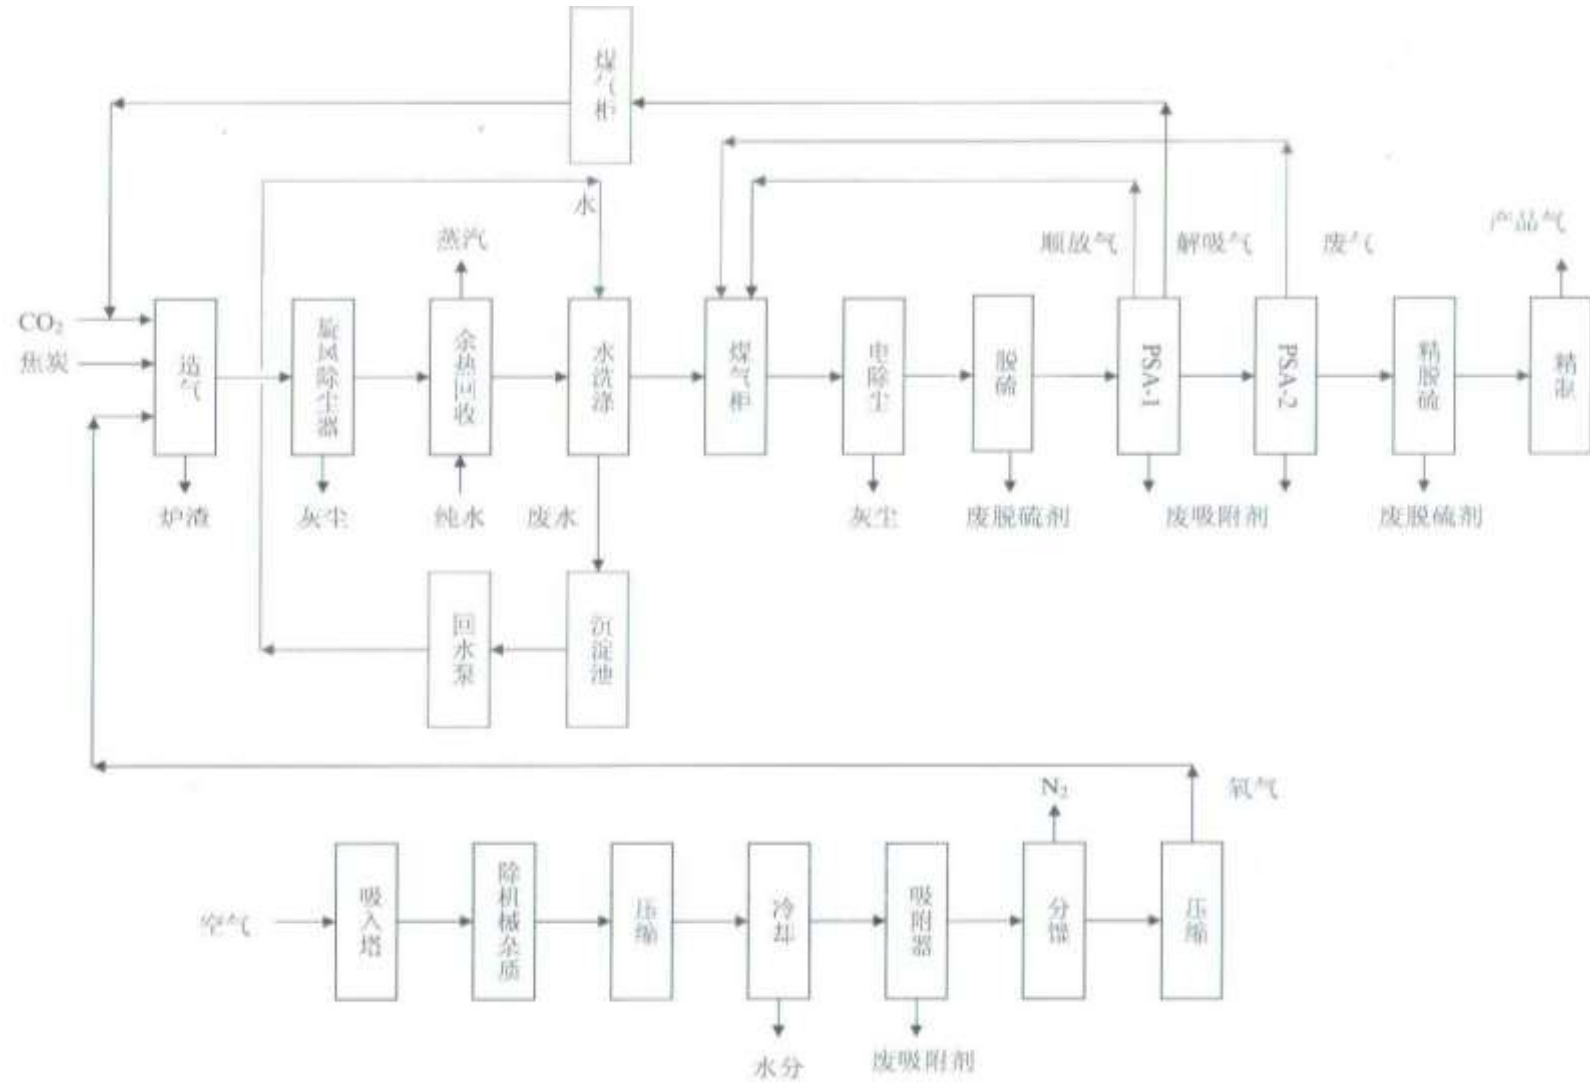 煤气柜
水
蒸汽
顺放气
解吸气
废气
产品气
CO₂
焦炭
造气
旋风除尘器
余热回收
水洗涤
煤气柜
电除尘
脱硫
PSA-1
PSA-2
精脱硫
炉渣
灰尘
纯水
废水
灰尘
废脱硫剂
废吸附剂
废脱硫剂
回水泵
沉淀池
N₂
氧气
空气
吸入塔
除机械杂质
压缩
冷却
吸附器
分馏
压缩
水分
废吸附剂